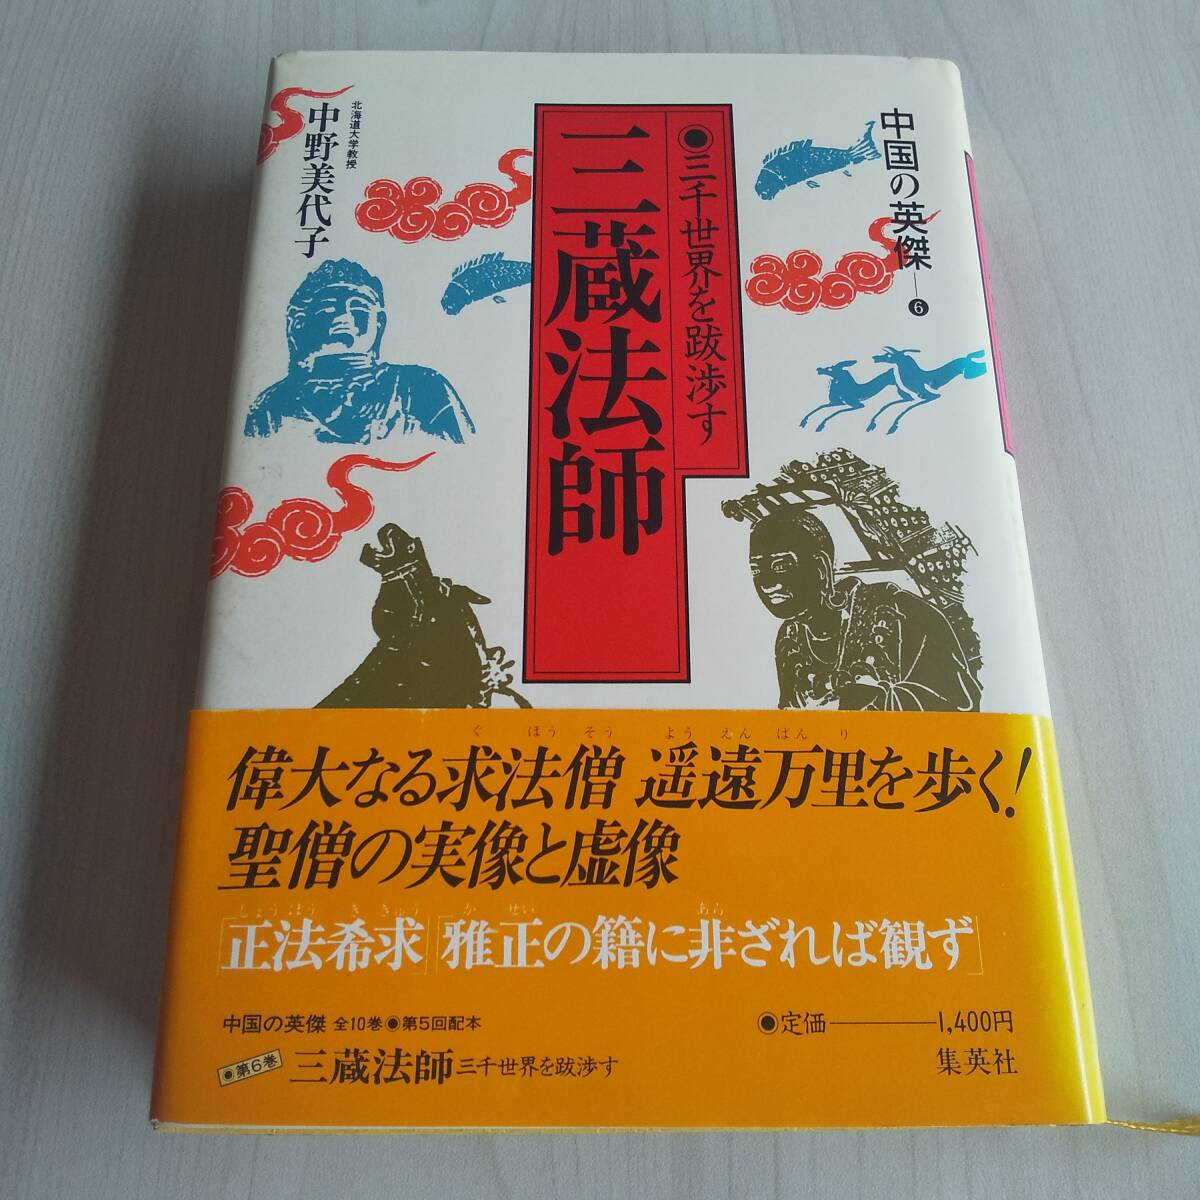 中国の英傑―❻
●三千世界を跋渉す
三蔵法師
北海道大学教授
中野美代子
ぐ ほう そう よう えん ばん り
偉大なる求法僧 遥遠万里を歩く!
聖僧の実像と虚像
しょう ぼう き きゅう か せい あら
「正法希求」「雅正の籍に非ざれば観ず」
中国の英傑 全10巻●第5回配本
●第6巻 三蔵法師 三千世界を跋渉す
●定価―1,400円
集英社